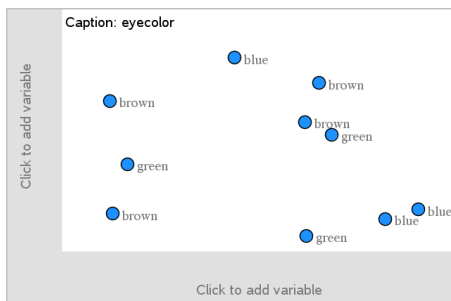 Caption: eyecolor
blue
brown
brown
brown
green
green
brown
blue
blue
green
Click to add variable
Click to add variable